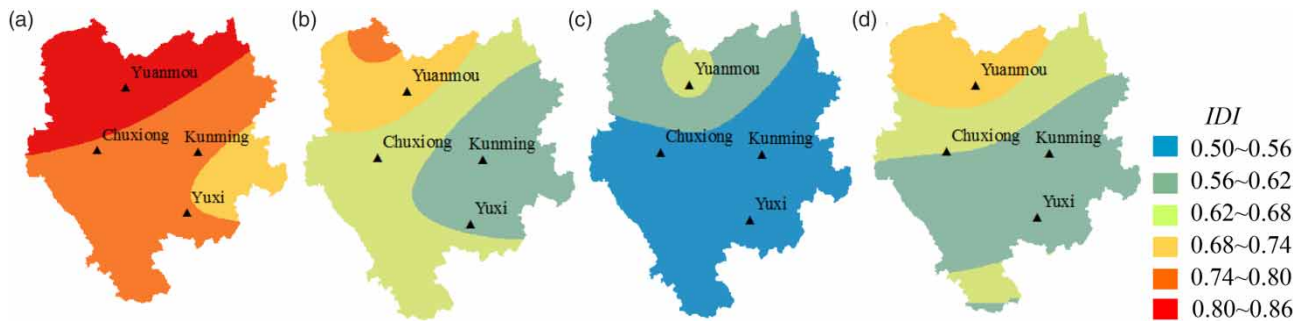 (a)
Yuanmou
Chuxiong
Kunming
Yuxi
(b)
Yuanmou
Chuxiong
Kunming
Yuxi
(c)
Yuanmou
Chuxiong
Kunming
Yuxi
(d)
Yuanmou
Chuxiong
Kunming
Yuxi
IDI
0.50~0.56
0.56~0.62
0.62~0.68
0.68~0.74
0.74~0.80
0.80~0.86